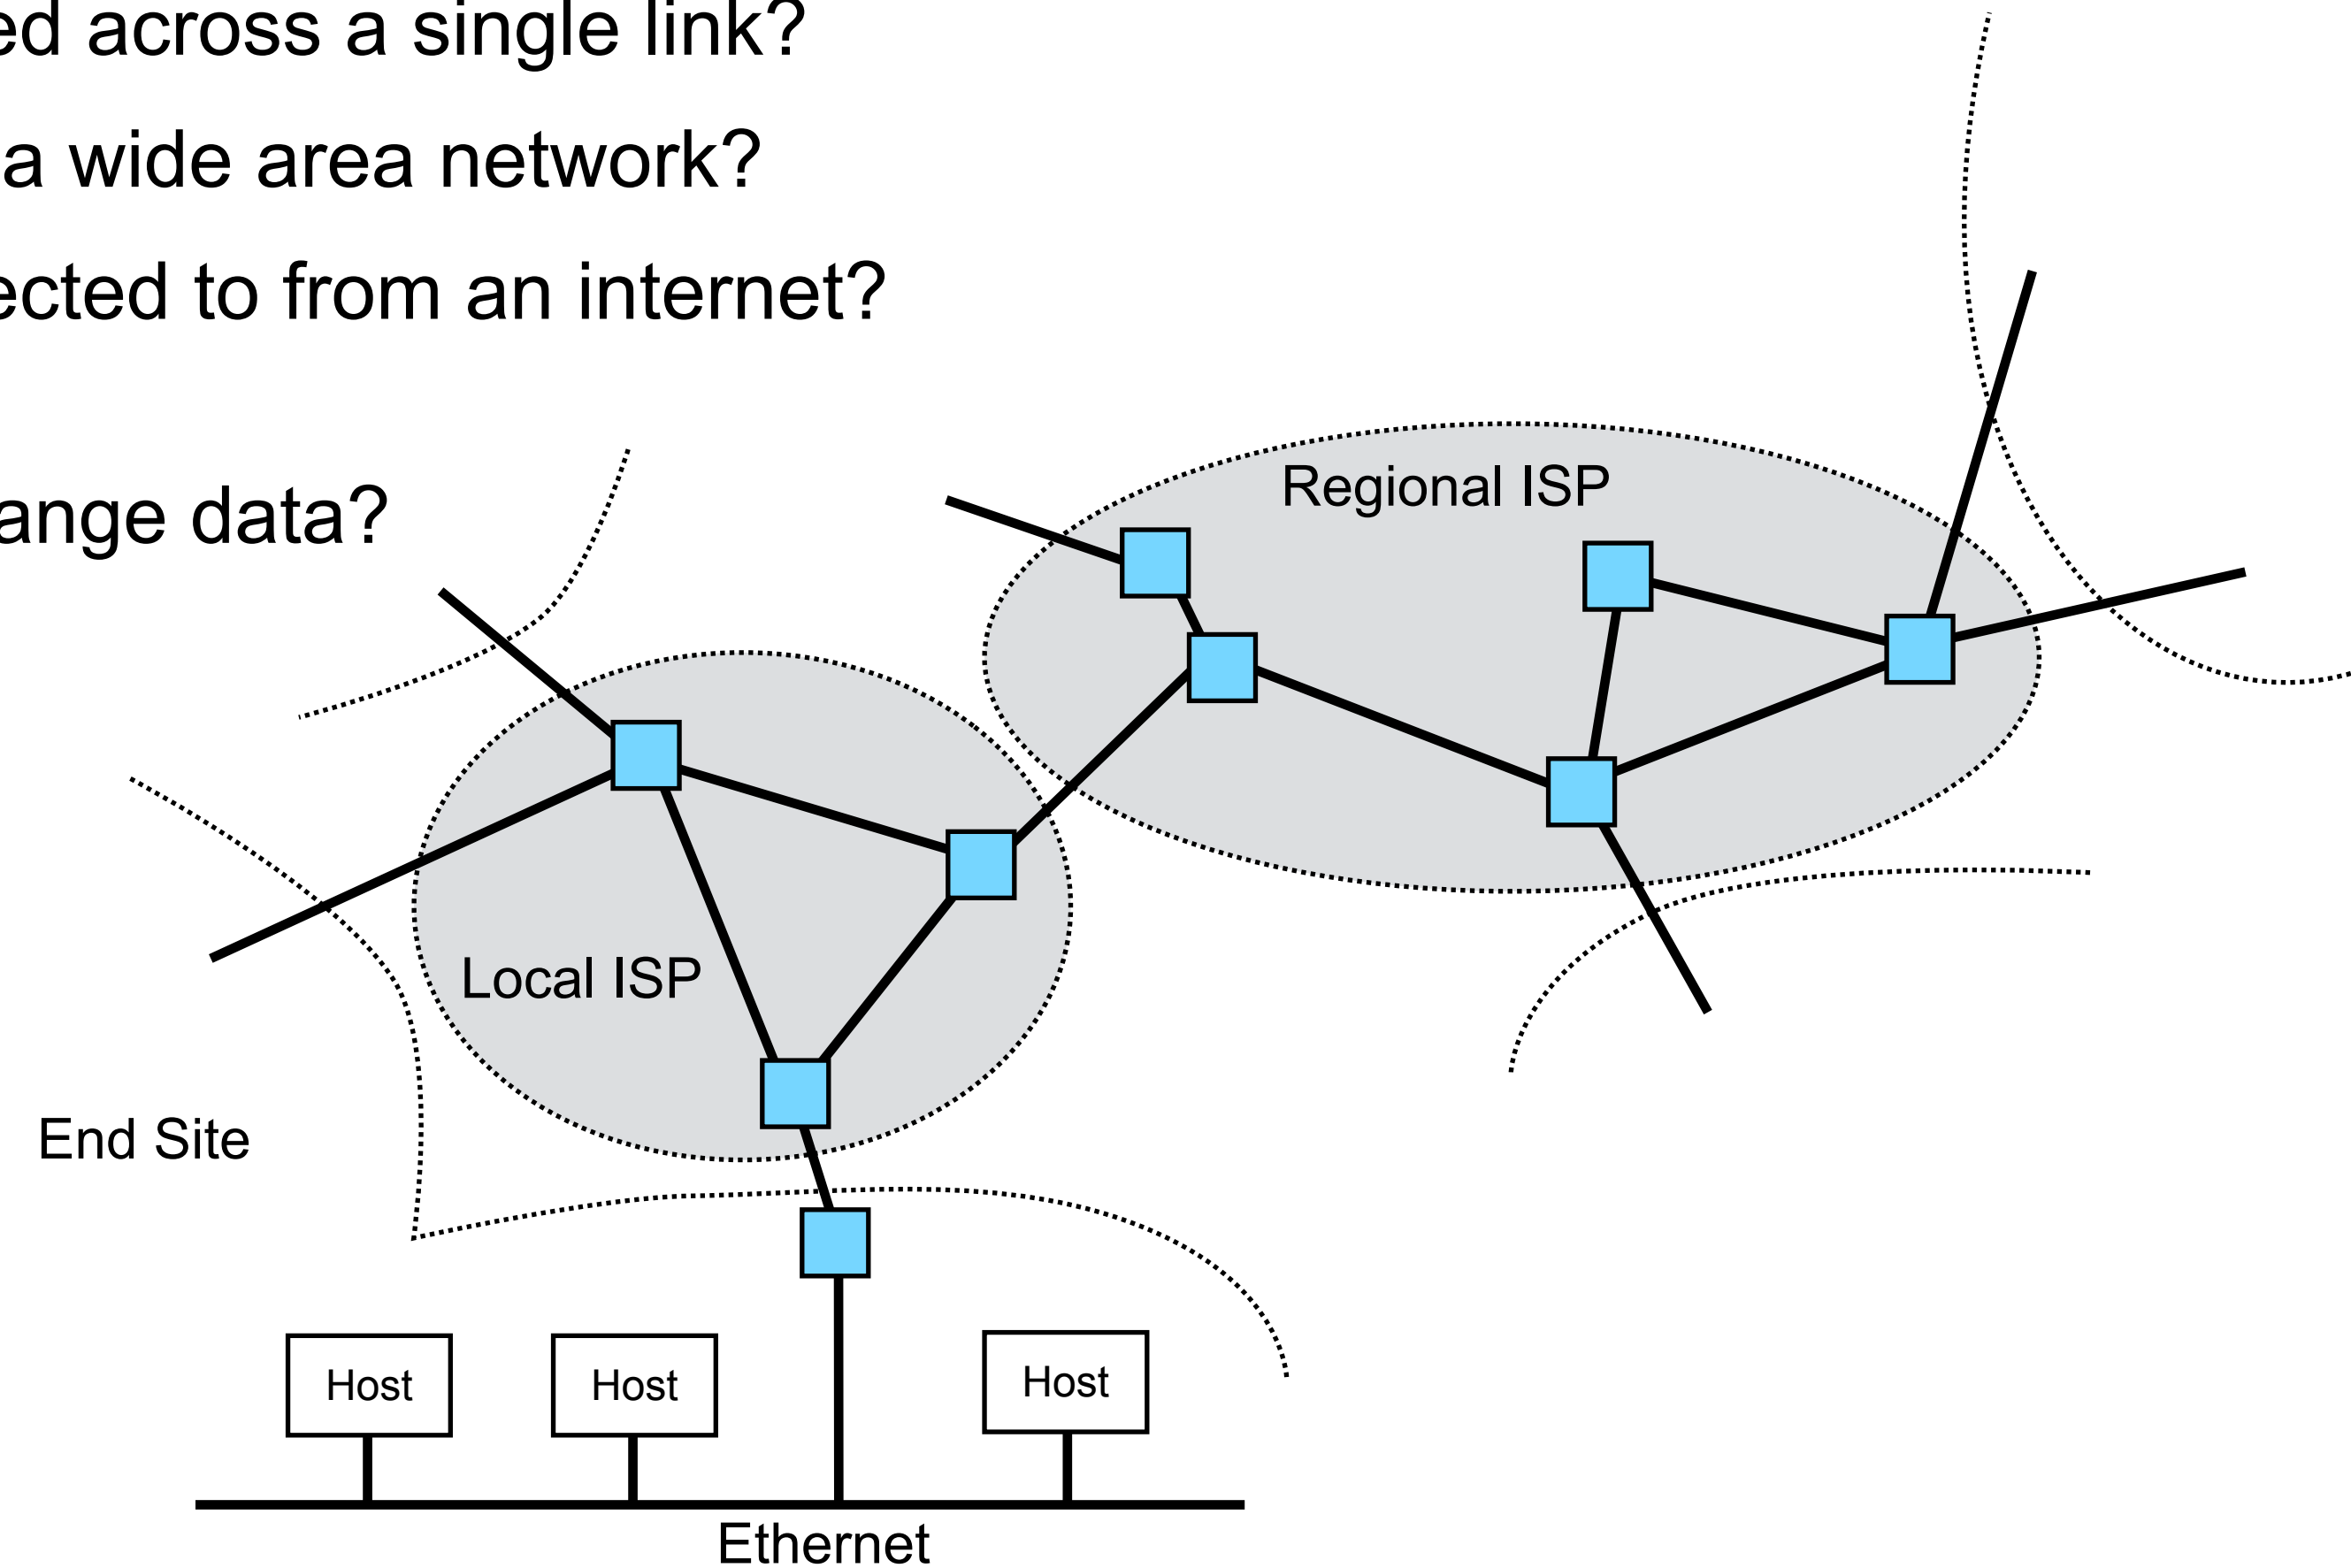 ed across a single link?
a wide area network?
ected to from an internet?
ange data?
Regional ISP
Local ISP
End Site
Host
Host
Host
Ethernet